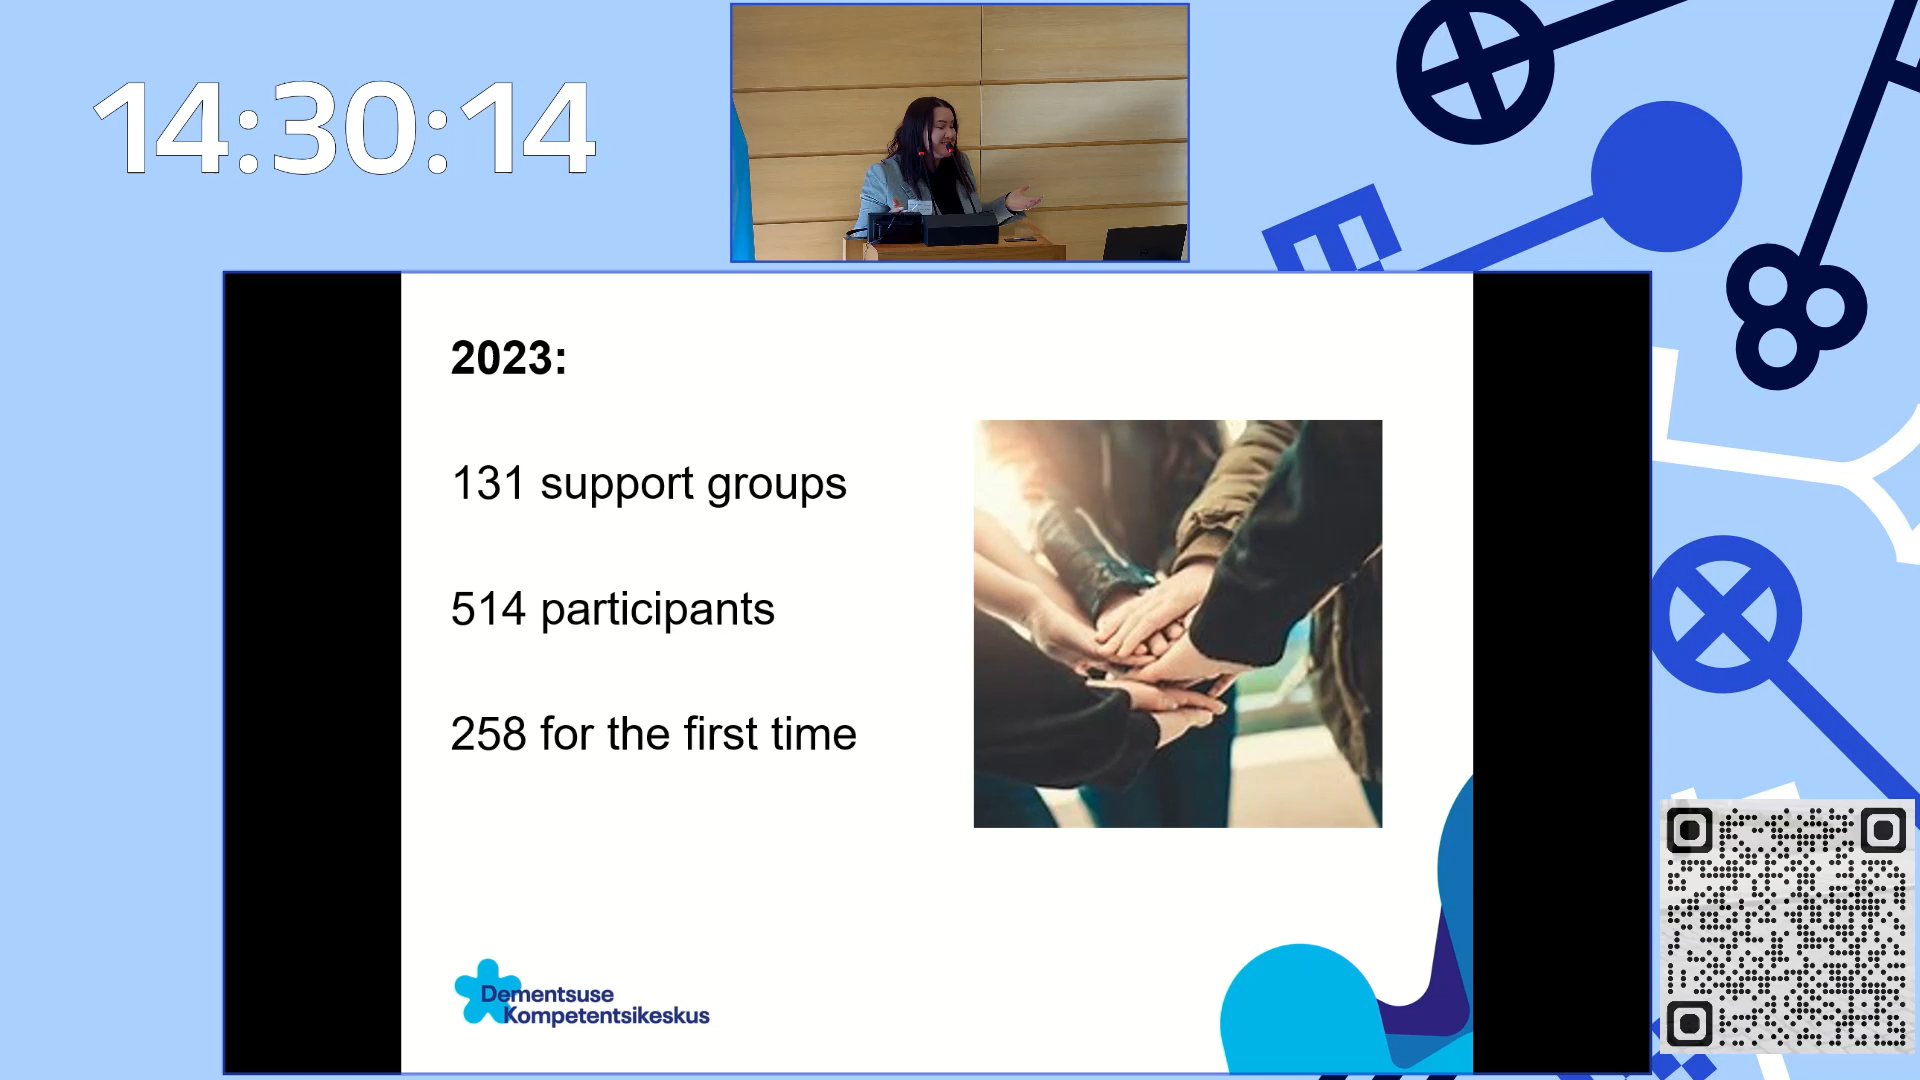 14:30:14
2023:
131 support groups
514 participants
258 for the first time
Dementsuse
Kompetentsikeskus